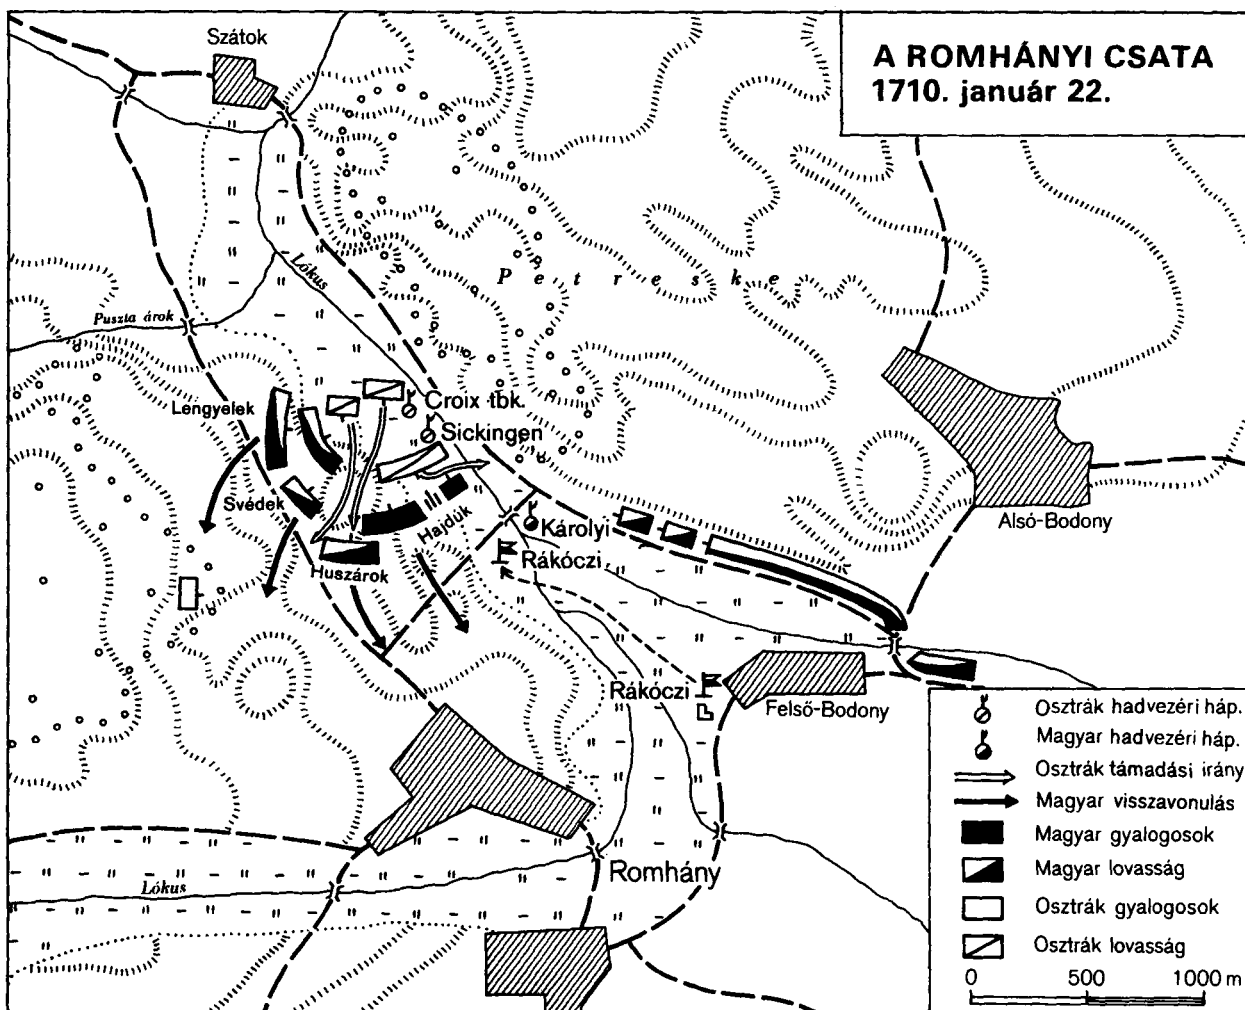 A ROMHÁNYI CSATA
1710. január 22.
Szátok
Lókus
Petreske
Puszta árok
Lengyelek
Croix tbk.
Sickingen
Svédek
Hajdúk
Károlyi
Rákóczi
Huszárok
Alsó-Bodony
Rákóczi
Felső-Bodony
Romhány
Lókus
Osztrák hadvezéri háp.
Magyar hadvezéri háp.
Osztrák támadási irány
Magyar visszavonulás
Magyar gyalogosok
Magyar lovasság
Osztrák gyalogosok
Osztrák lovasság
0 500 1000 m